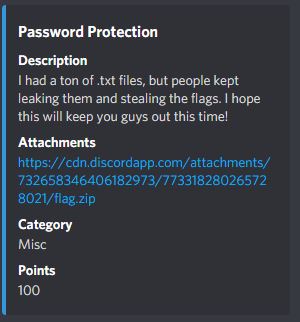 Password Protection
Description
I had a ton of .txt files, but people kept
leaking them and stealing the flags. I hope
this will keep you guys out this time!
Attachments
https://cdn.discordapp.com/attachments/
732658346406182973/77331828026572
8021/flag.zip
Category
Misc
Points
100